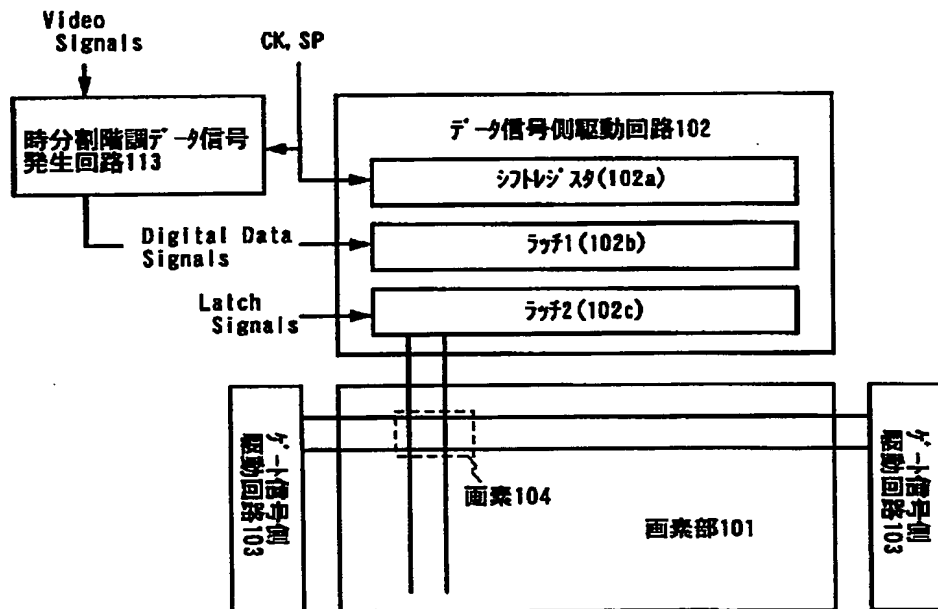 Video
Signals
CK, SP
時分割階調データ信号
発生回路113
データ信号側駆動回路102
シフトレジスタ(102a)
Digital Data
Signals
ラッチ1(102b)
Latch
Signals
ラッチ2(102c)
ゲート信号側
駆動回路103
画素104
画素部101
ゲート信号側
駆動回路103